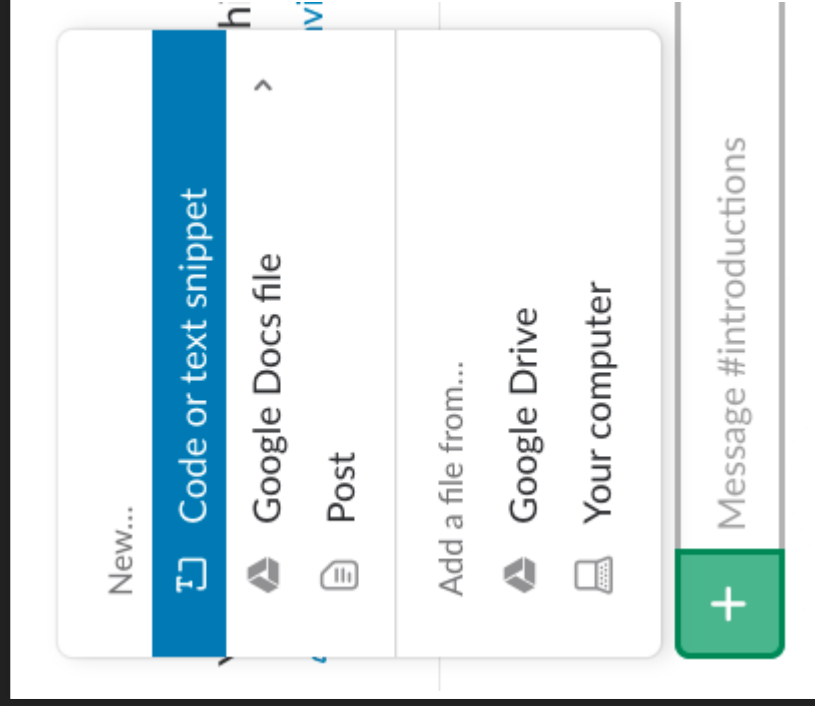 New...
Code or text snippet
Google Docs file
Post
Add a file from...
Google Drive
Your computer
Message #introductions